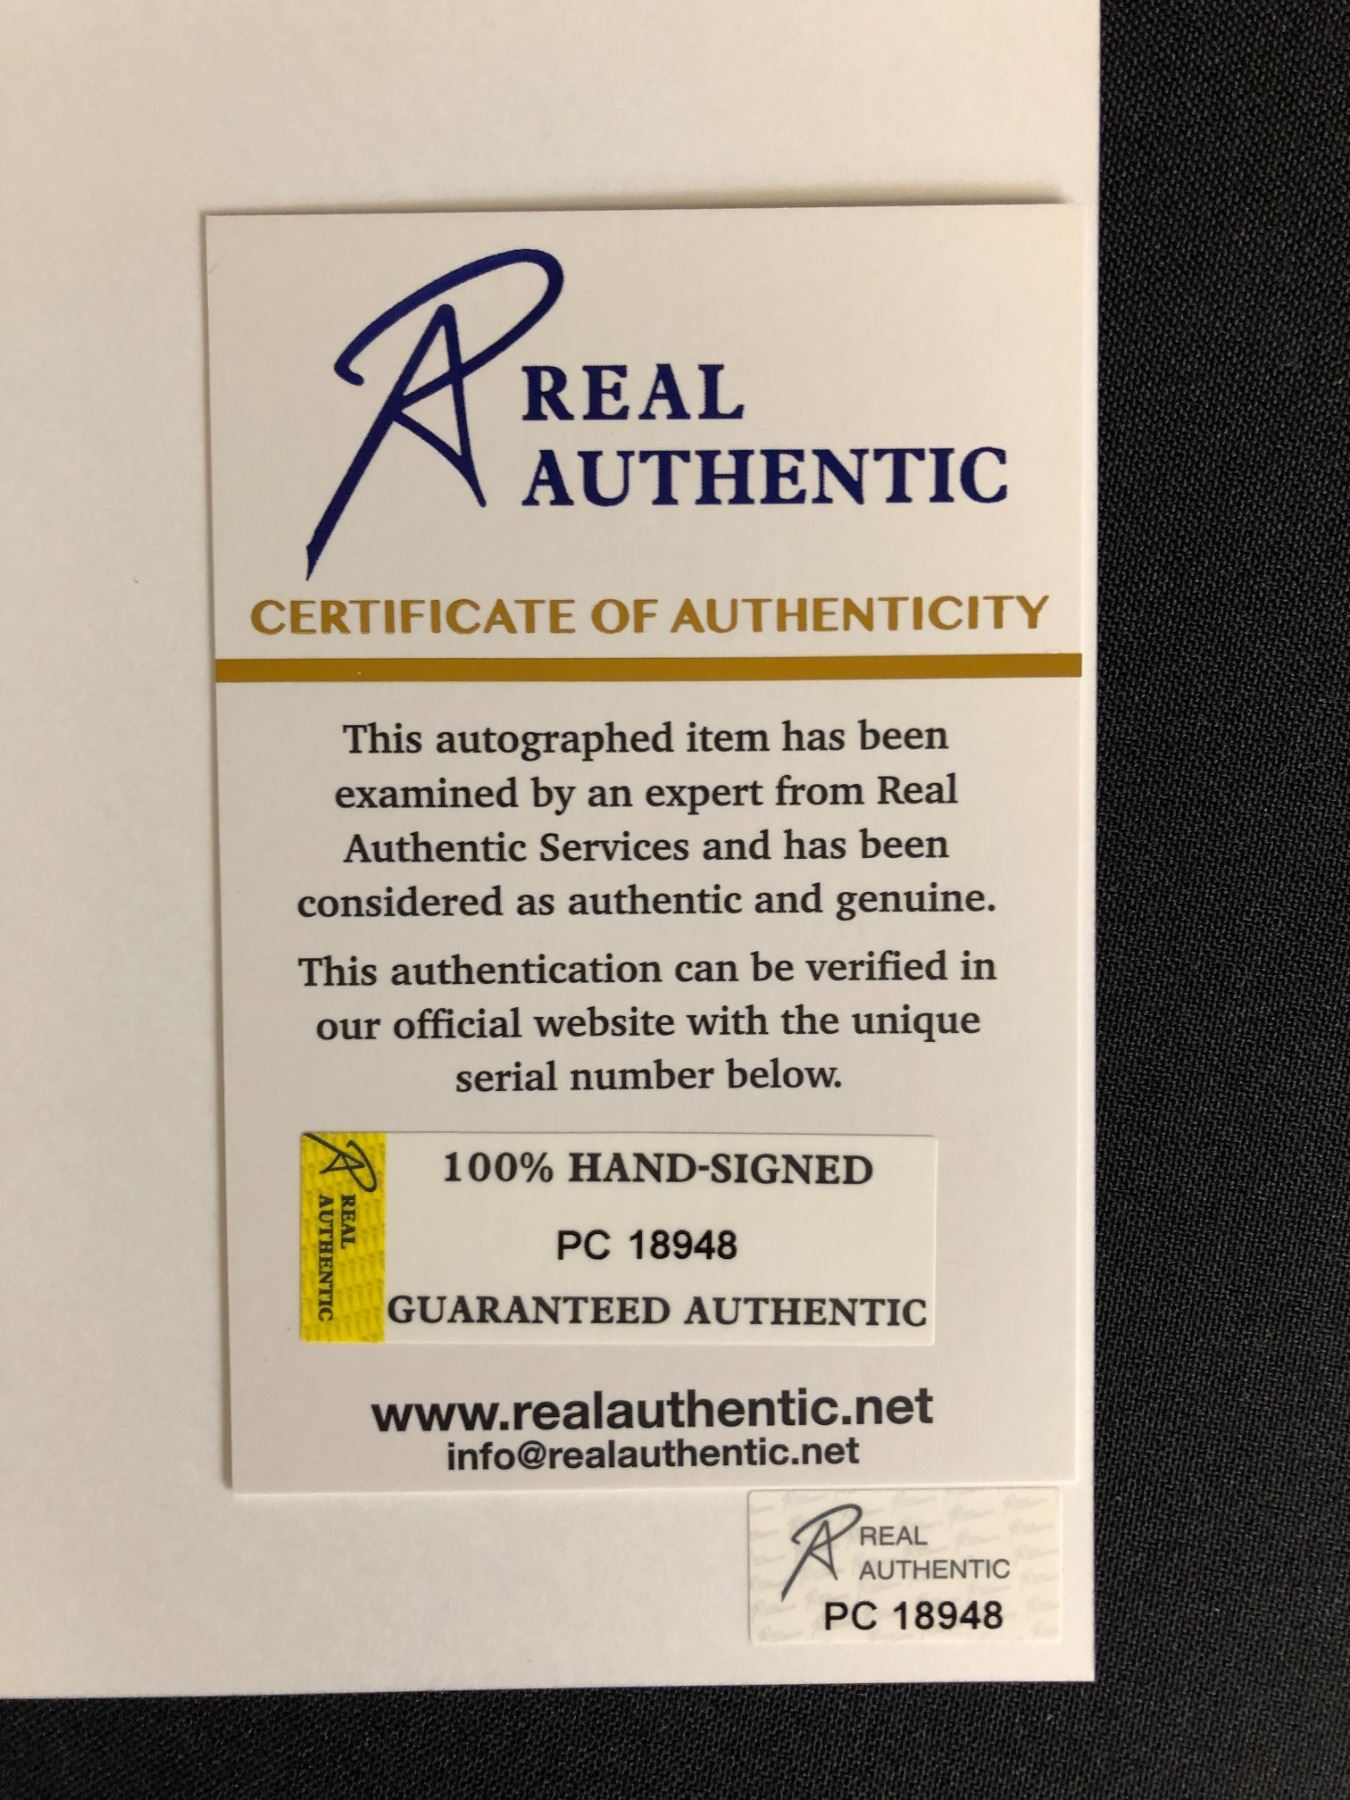 REAL
AUTHENTIC
CERTIFICATE OF AUTHENTICITY
This autographed item has been
examined by an expert from Real
Authentic Services and has been
considered as authentic and genuine.
This authentication can be verified in
our official website with the unique
serial number below.
REAL
AUTHENTIC
100% HAND-SIGNED
PC 18948
GUARANTEED AUTHENTIC
www.realauthentic.net
info@realauthentic.net
REAL
AUTHENTIC
PC 18948